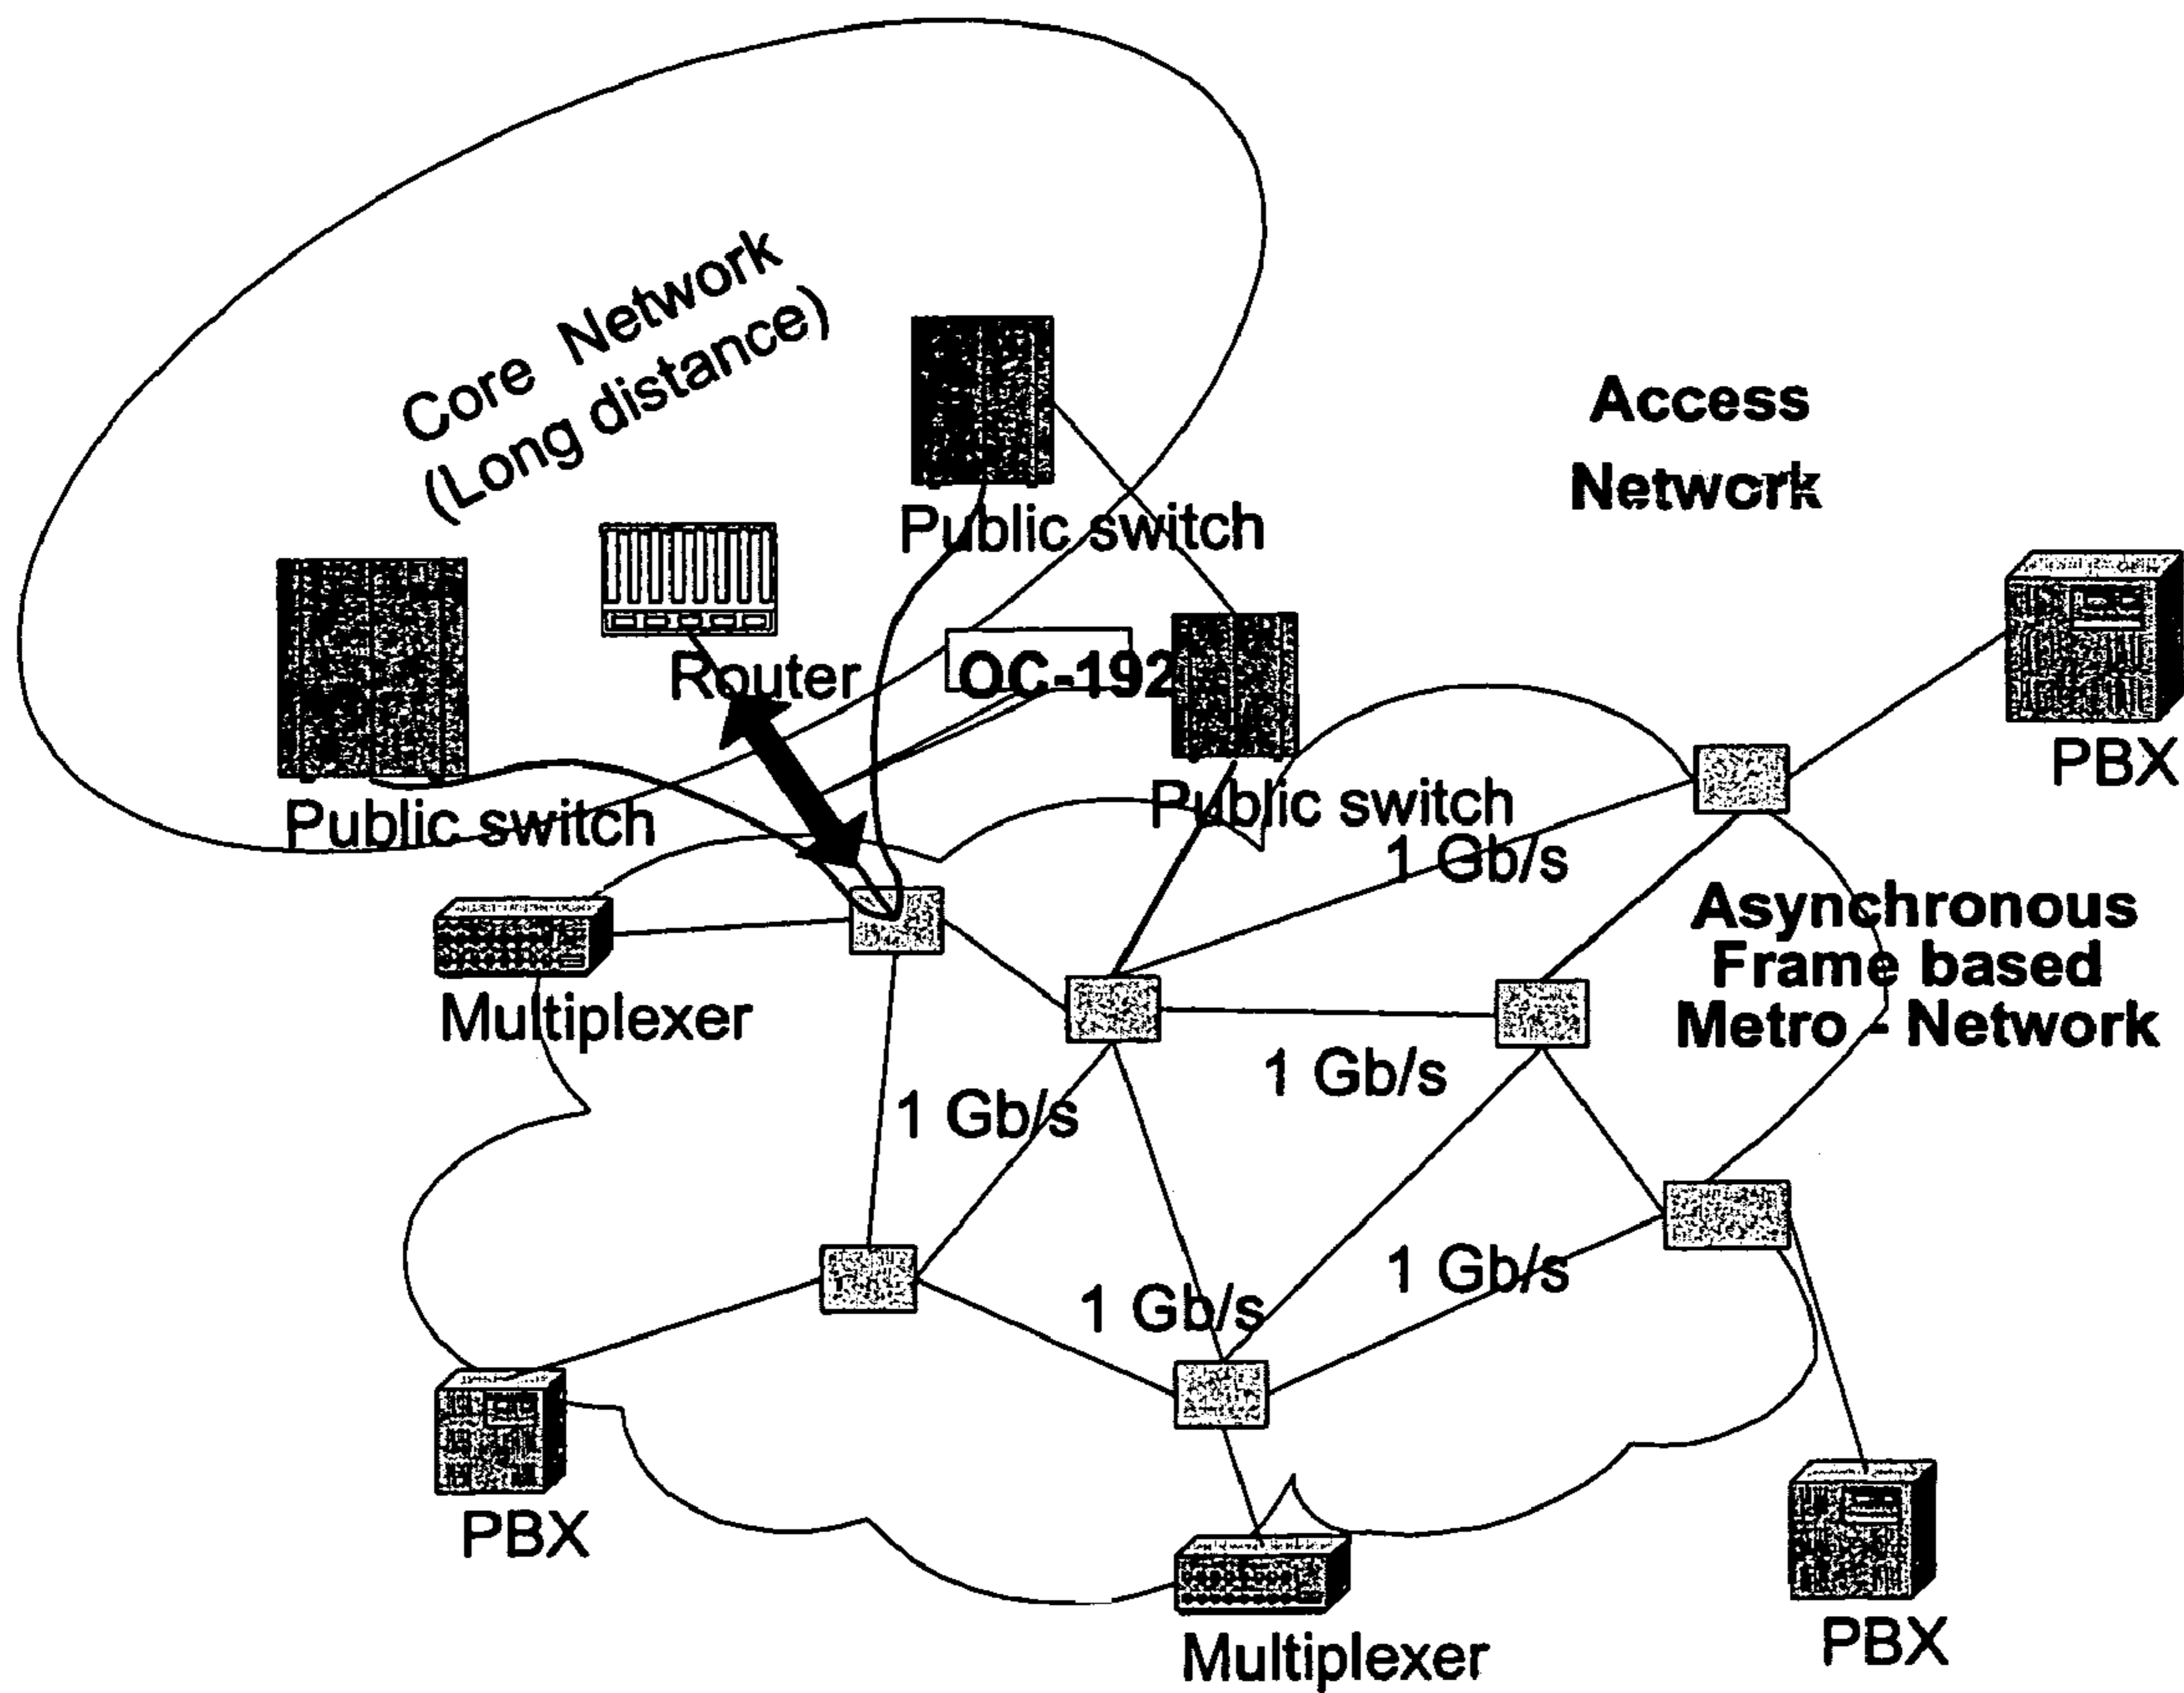 Core Network
(Long distance)
Access
Network
Public switch
Router
OC-192
Public switch
PBX
Public switch
1 Gb/s
Asynchronous
Frame based
Metro - Network
Multiplexer
1 Gb/s
1 Gb/s
1 Gb/s
1 Gb/s
PBX
PBX
Multiplexer